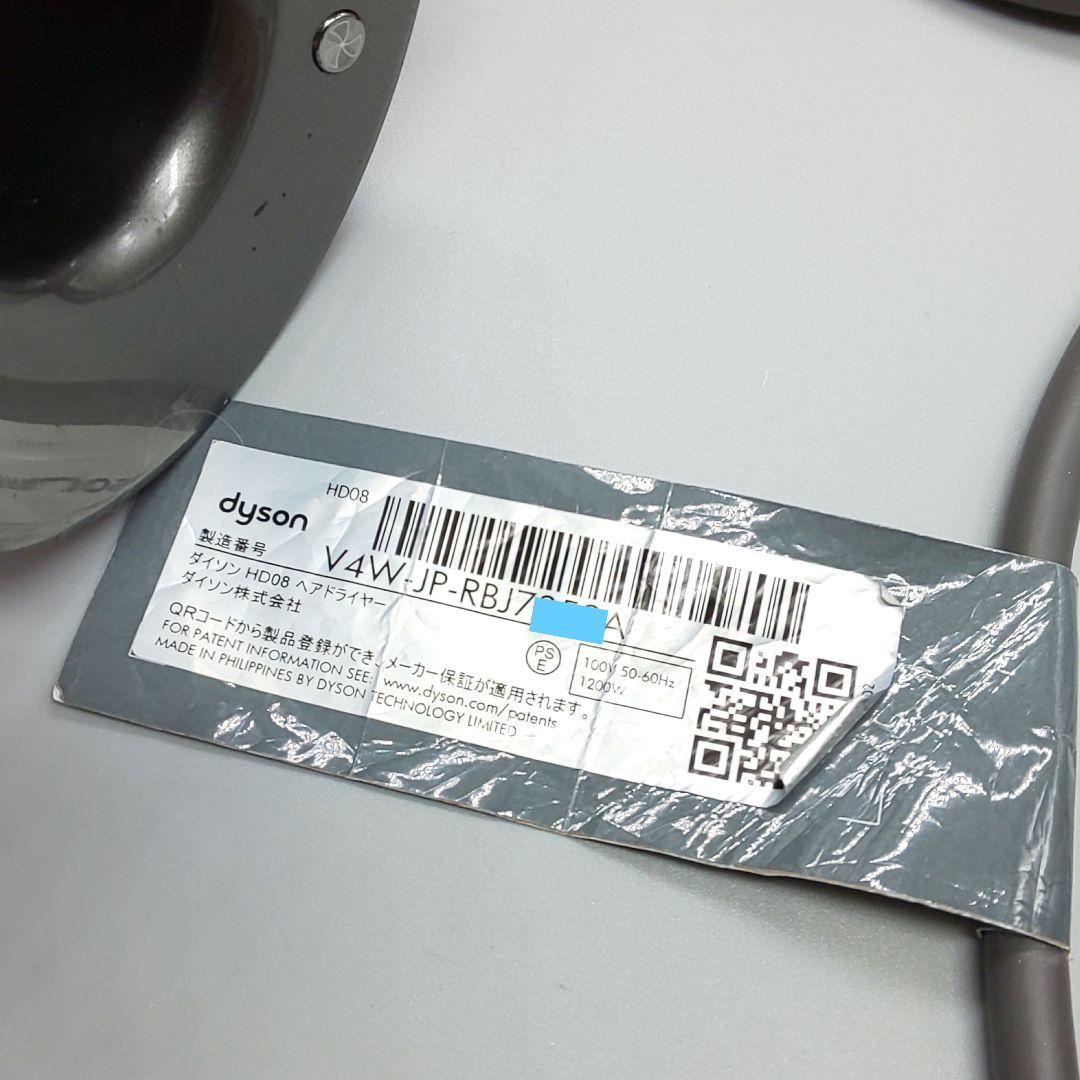 dyson
HD08
製造番号
V4W-JP-RBJ7
A
ダイソン HD08 ヘアドライヤー
ダイソン株式会社
QRコードから製品登録ができ、メーカー保証が適用されます。
FOR PATENT INFORMATION SEE: www.dyson.com/patents
MADE IN PHILIPPINES BY DYSON TECHNOLOGY LIMITED
PS
E
100V 50-60Hz
1200W